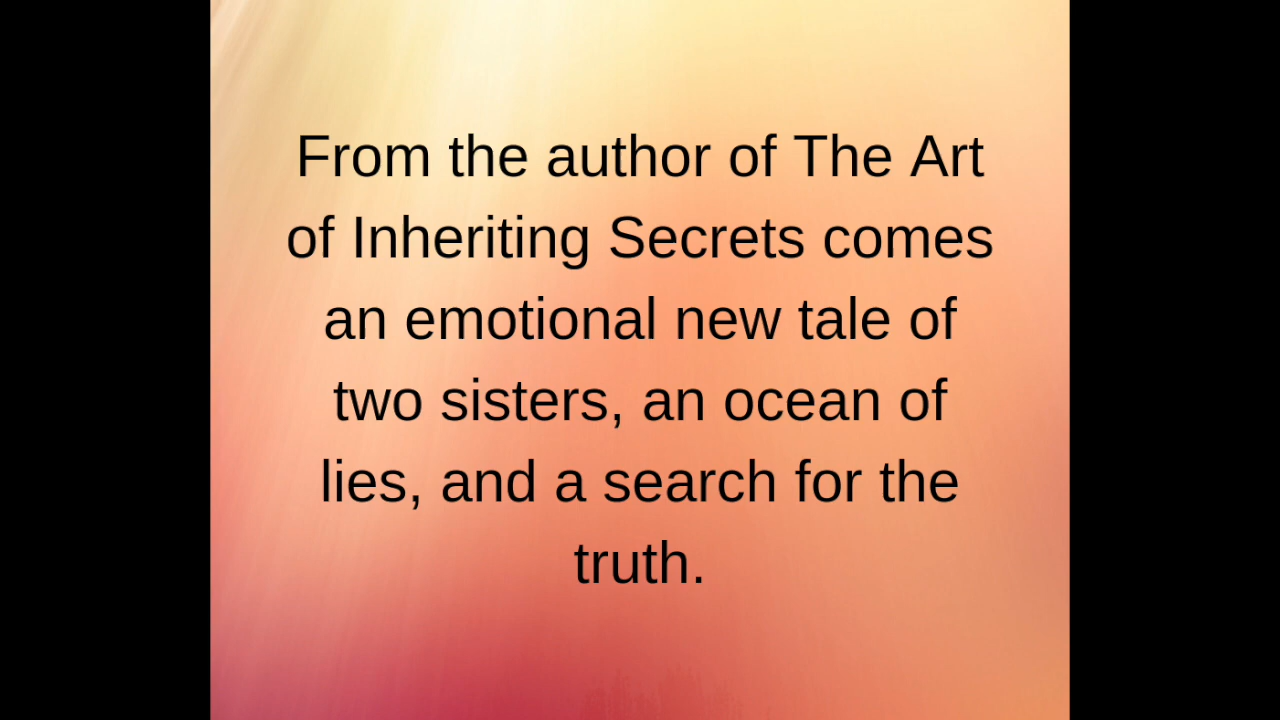 From the author of The Art
of Inheriting Secrets comes
an emotional new tale of
two sisters, an ocean of
lies, and a search for the
truth.